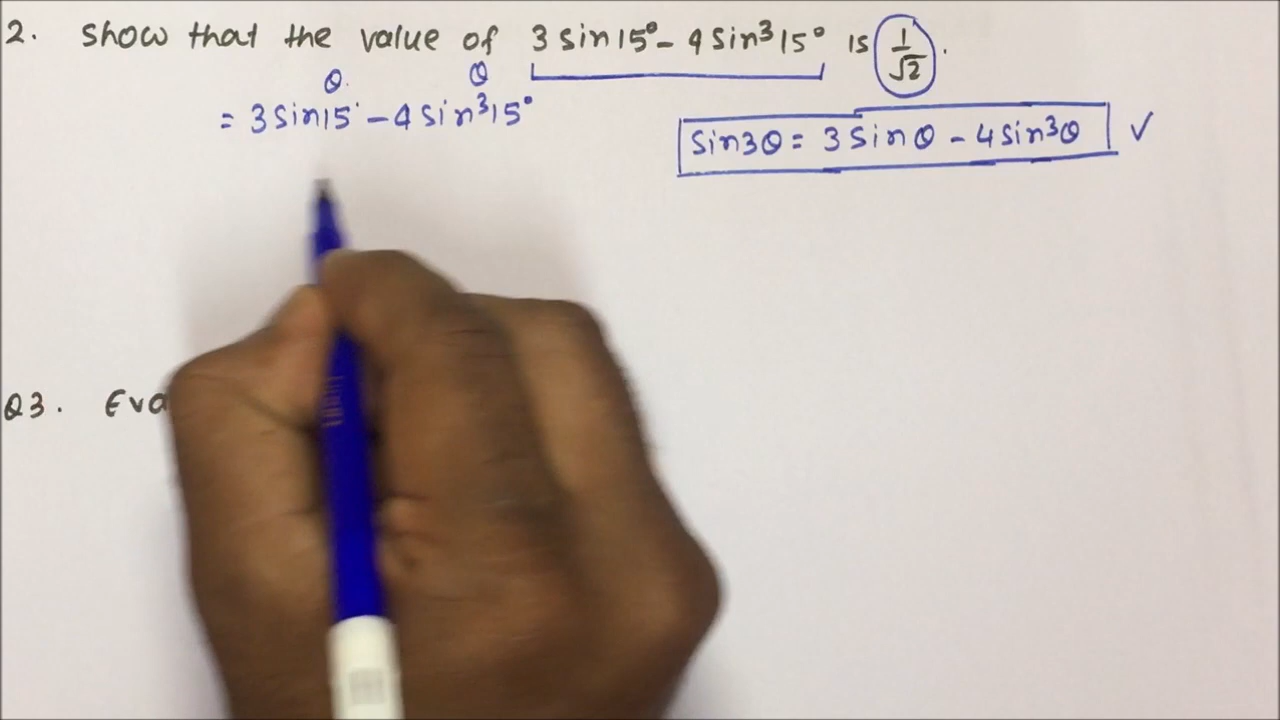 2. Show that the value of 3 sin 15° - 4 sin³ 15° is 1/√2.
θ θ
= 3 sin 15° - 4 sin³ 15°
sin 3θ = 3 sin θ - 4 sin³θ ✓
Q3. Eva